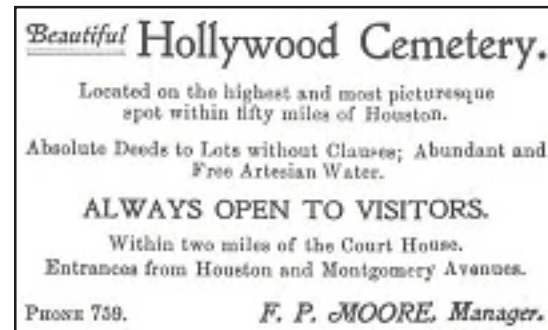 Beautiful Hollywood Cemetery.
Located on the highest and most picturesque
spot within fifty miles of Houston.
Absolute Deeds to Lots without Clauses; Abundant and
Free Artesian Water.
ALWAYS OPEN TO VISITORS.
Within two miles of the Court House.
Entrances from Houston and Montgomery Avenues.
PHONE 759. F. P. MOORE, Manager.